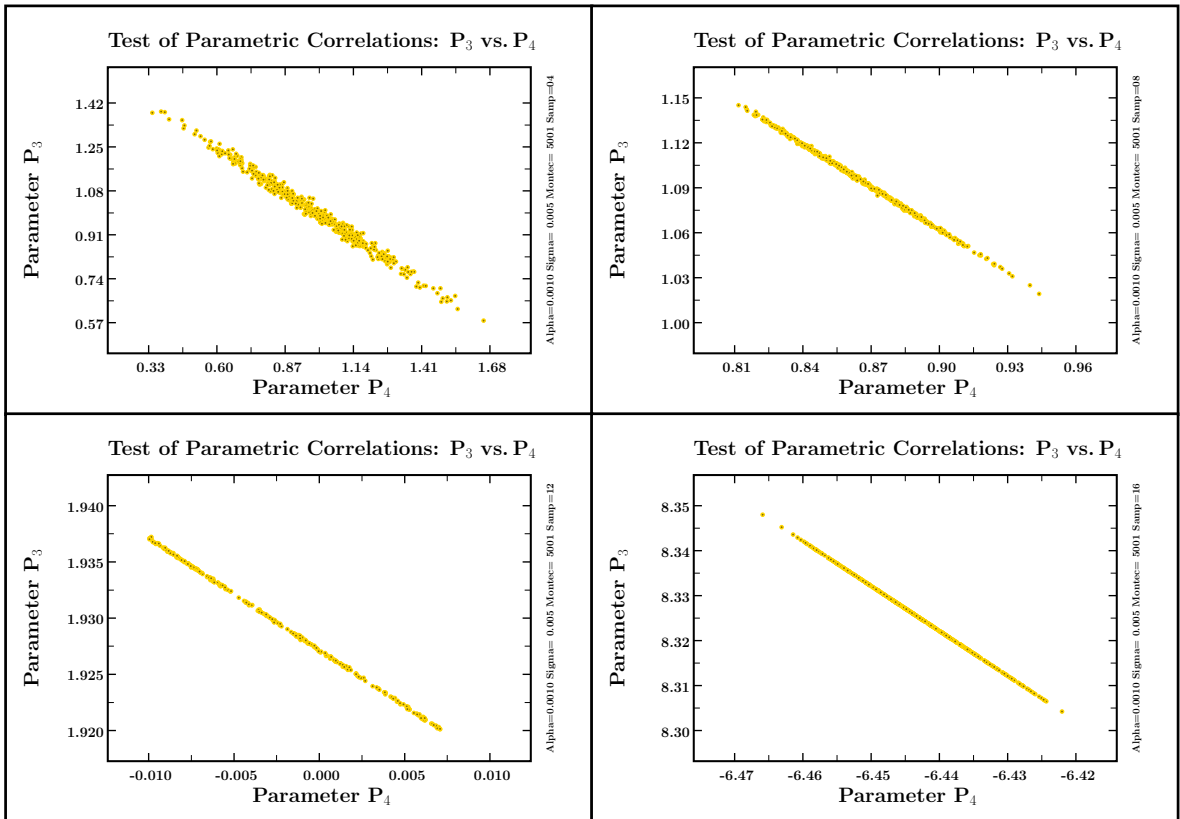 Test of Parametric Correlations: P₃ vs. P₄
Parameter P₃
1.42
1.25
1.08
0.91
0.74
0.57
0.33 0.60 0.87 1.14 1.41 1.68
Parameter P₄
Alpha=0.0010 Sigma= 0.005 Montec= 5001 Samp=04
Test of Parametric Correlations: P₃ vs. P₄
Parameter P₃
1.15
1.12
1.09
1.06
1.03
1.00
0.81 0.84 0.87 0.90 0.93 0.96
Parameter P₄
Alpha=0.0010 Sigma= 0.005 Montec= 5001 Samp=08
Test of Parametric Correlations: P₃ vs. P₄
Parameter P₃
1.940
1.935
1.930
1.925
1.920
-0.010 -0.005 0.000 0.005 0.010
Parameter P₄
Alpha=0.0010 Sigma= 0.005 Montec= 5001 Samp=12
Test of Parametric Correlations: P₃ vs. P₄
Parameter P₃
8.35
8.34
8.33
8.32
8.31
8.30
-6.47 -6.46 -6.45 -6.44 -6.43 -6.42
Parameter P₄
Alpha=0.0010 Sigma= 0.005 Montec= 5001 Samp=16